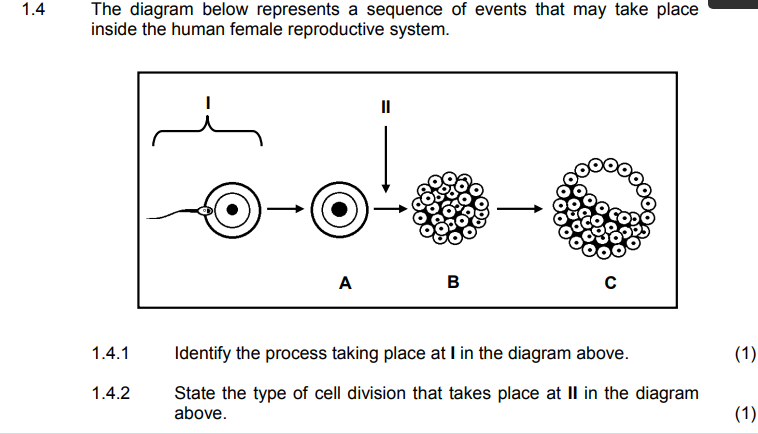 1.4 The diagram below represents a sequence of events that may take place
inside the human female reproductive system.
I
II
A B C
1.4.1 Identify the process taking place at I in the diagram above. (1)
1.4.2 State the type of cell division that takes place at II in the diagram
above. (1)